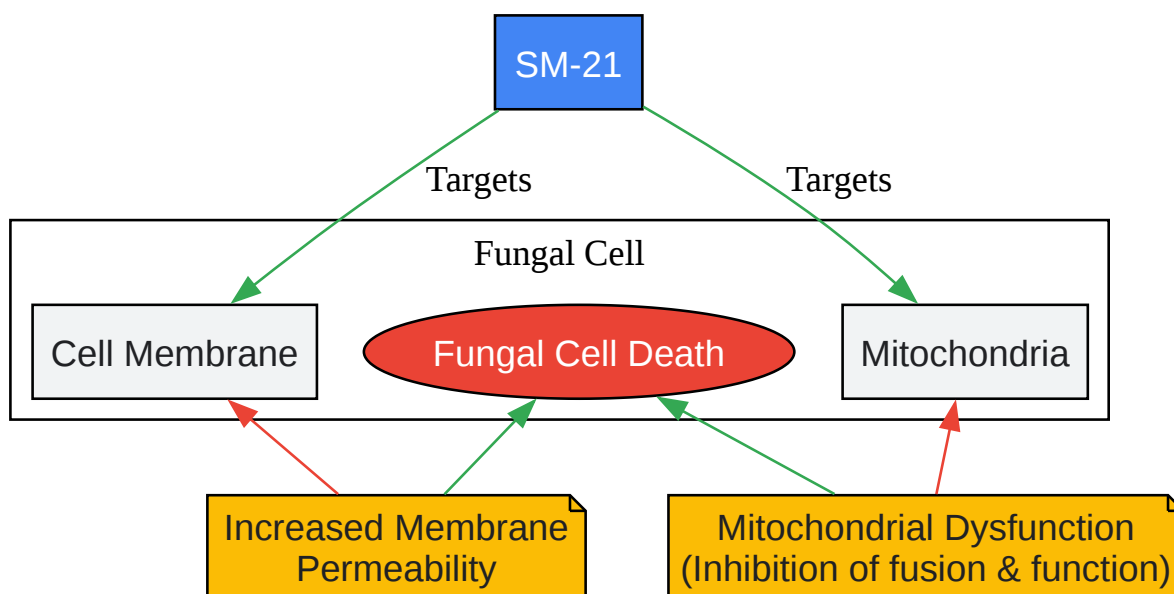 SM-21
Targets
Targets
Fungal Cell
Cell Membrane
Fungal Cell Death
Mitochondria
Increased Membrane
Permeability
Mitochondrial Dysfunction
(Inhibition of fusion & function)